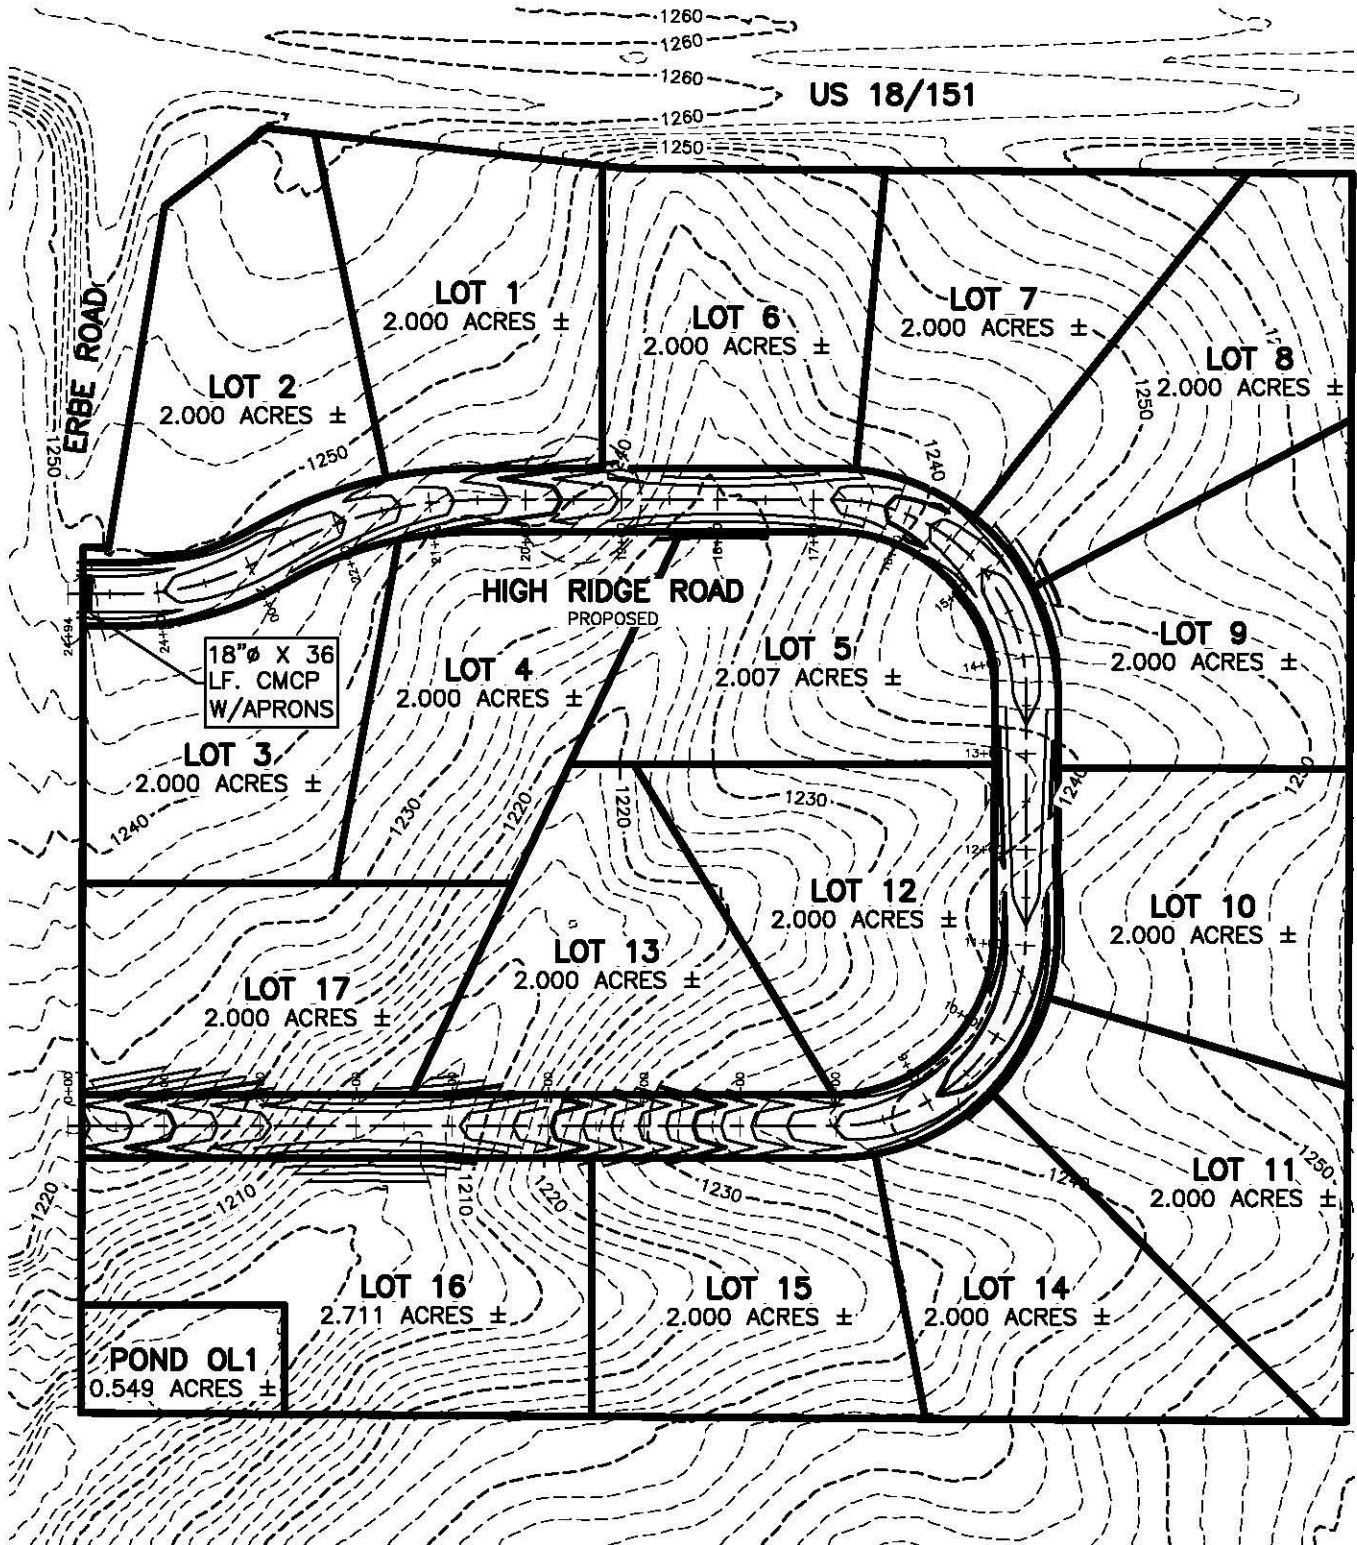 1260
1260
1260
1260
US 18/151
1250
LOT 1
2.000 ACRES ±
LOT 6
2.000 ACRES ±
LOT 7
2.000 ACRES ±
LOT 8
2.000 ACRES ±
ERBE ROAD
LOT 2
2.000 ACRES ±
1250
1250
1250
1240
1240
HIGH RIDGE ROAD
PROPOSED
18"ø X 36
LF. CMCP
W/APRONS
24+94
LOT 3
2.000 ACRES ±
LOT 4
2.000 ACRES ±
LOT 5
2.007 ACRES ±
LOT 9
2.000 ACRES ±
1240
1230
1220
1220
1230
1240
1230
LOT 12
2.000 ACRES ±
LOT 10
2.000 ACRES ±
LOT 13
2.000 ACRES ±
LOT 17
2.000 ACRES ±
10+00
0+00
1220
1210
1210
1220
1230
1240
1250
LOT 11
2.000 ACRES ±
LOT 16
2.711 ACRES ±
LOT 15
2.000 ACRES ±
LOT 14
2.000 ACRES ±
POND OL1
0.549 ACRES ±